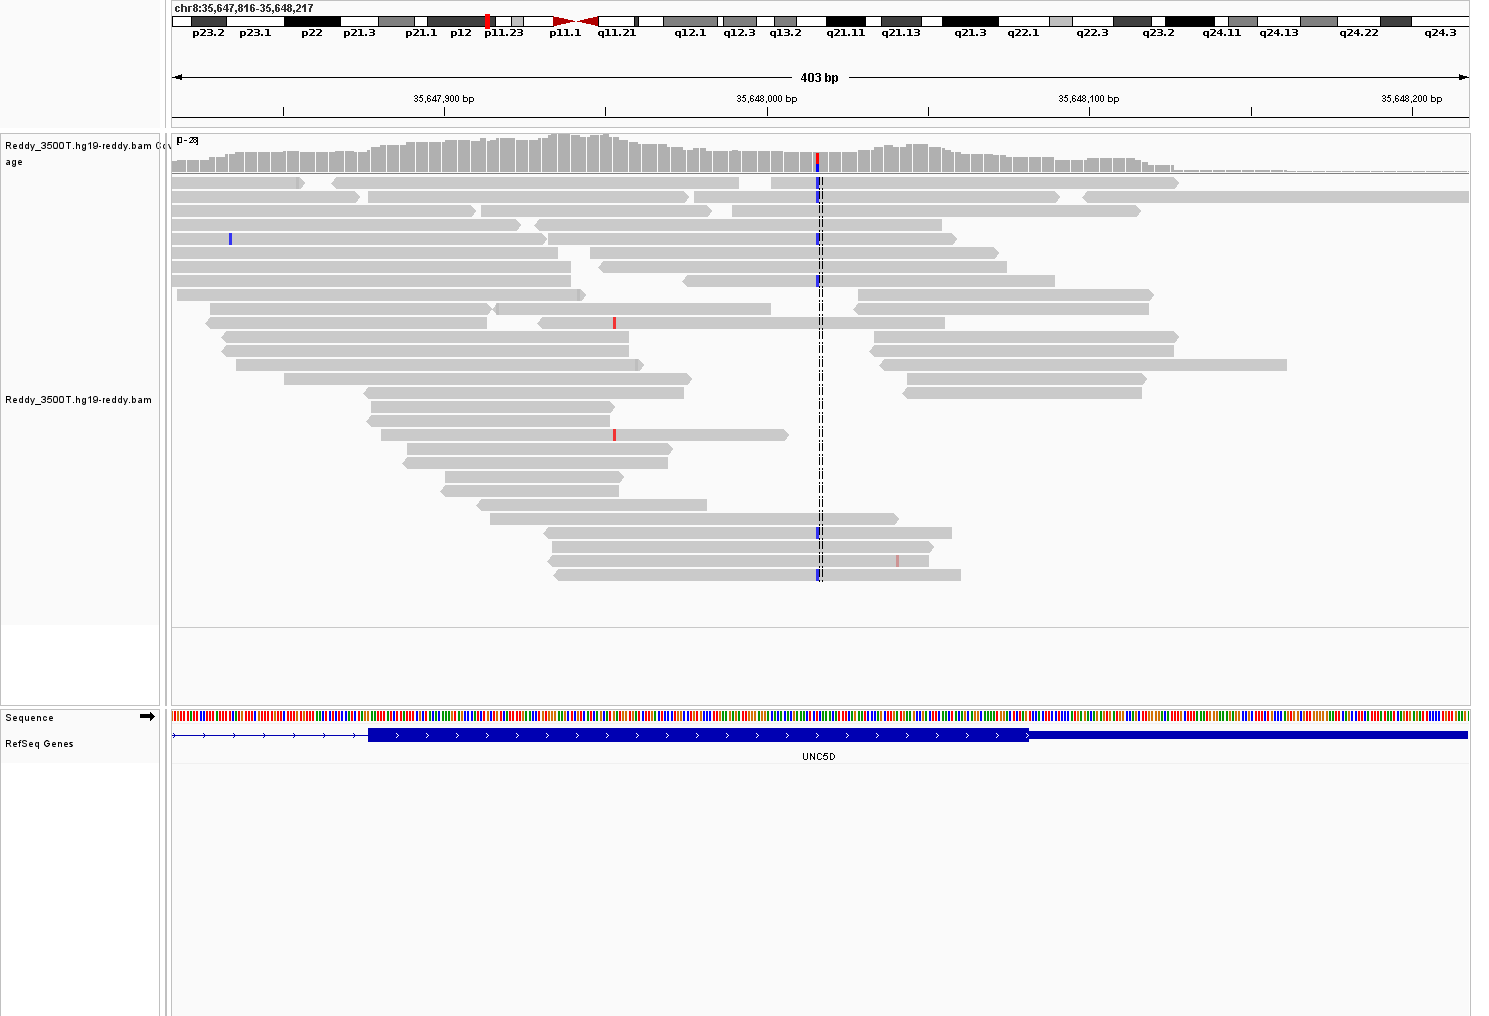 chr8:35,647,816-35,648,217
p23.2 p23.1 p22 p21.3 p21.1 p12 p11.23 p11.1 q11.21 q12.1 q12.3 q13.2 q21.11 q21.13 q21.3 q22.1 q22.3 q23.2 q24.11 q24.13 q24.22 q24.3
403 bp
35,647,900 bp 35,648,000 bp 35,648,100 bp 35,648,200 bp
Reddy_3500T.hg19-reddy.bam
age
[0-28]
Reddy_3500T.hg19-reddy.bam
Sequence
RefSeq Genes
UNC5D